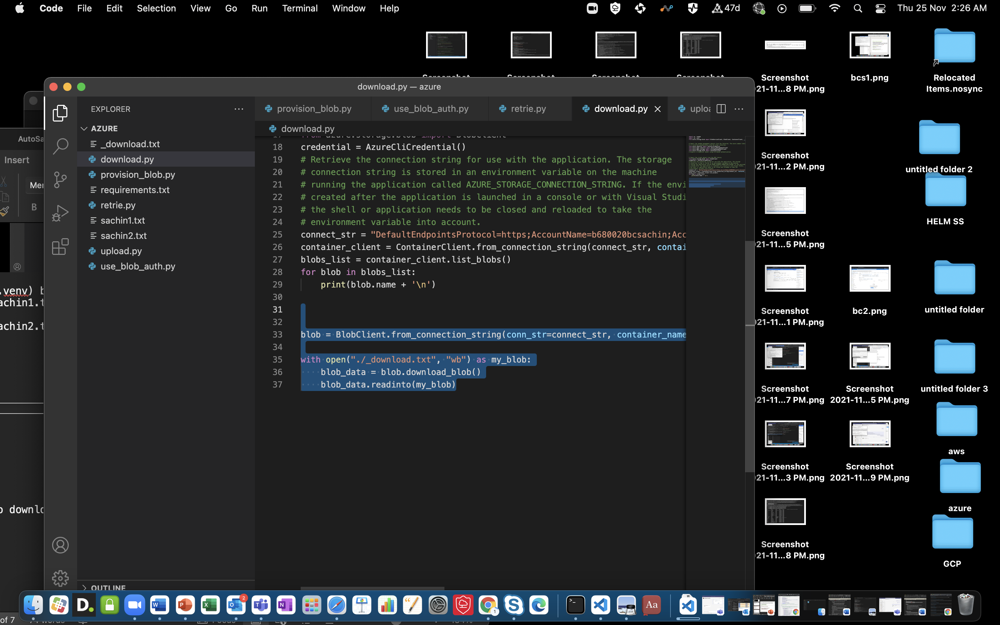 Code File Edit Selection View Go Run Terminal Window Help
47d
Thu 25 Nov 2:26 AM
download.py — azure
EXPLORER
AZURE
_download.txt
download.py
provision_blob.py
requirements.txt
retrie.py
sachin1.txt
sachin2.txt
upload.py
use_blob_auth.py
OUTLINE
provision_blob.py
use_blob_auth.py
retrie.py
download.py
uploa
download.py
18 credential = AzureCliCredential()
19 # Retrieve the connection string for use with the application. The storage
20 # connection string is stored in an environment variable on the machine
21 # running the application called AZURE_STORAGE_CONNECTION_STRING. If the envi
22 # created after the application is launched in a console or with Visual Studi
23 # the shell or application needs to be closed and reloaded to take the
24 # environment variable into account.
25 connect_str = "DefaultEndpointsProtocol=https;AccountName=b680020bcsachin;Acc
26 container_client = ContainerClient.from_connection_string(connect_str, contai
27 blobs_list = container_client.list_blobs()
28 for blob in blobs_list:
29 print(blob.name + '\n')
30
31
32
33 blob = BlobClient.from_connection_string(conn_str=connect_str, container_name
34
35 with open("./_download.txt", "wb") as my_blob:
36 blob_data = blob.download_blob()
37 blob_data.readinto(my_blob)
AutoSa
Insert
Men
B
.venv) b
achin1.t
achin2.t
o downlo
of 7
Screenshot
21-11...8 PM.png
bcs1.png
Relocated
Items.nosync
Screenshot
21-11...2 PM.png
untitled folder 2
HELM SS
Screenshot
21-11...5 PM.png
Screenshot
21-11...1 PM.png
bc2.png
untitled folder
Screenshot
21-11...7 PM.png
Screenshot
2021-11...5 PM.png
untitled folder 3
aws
Screenshot
21-11...3 PM.png
Screenshot
2021-11...9 PM.png
azure
Screenshot
21-11...8 PM.png
GCP